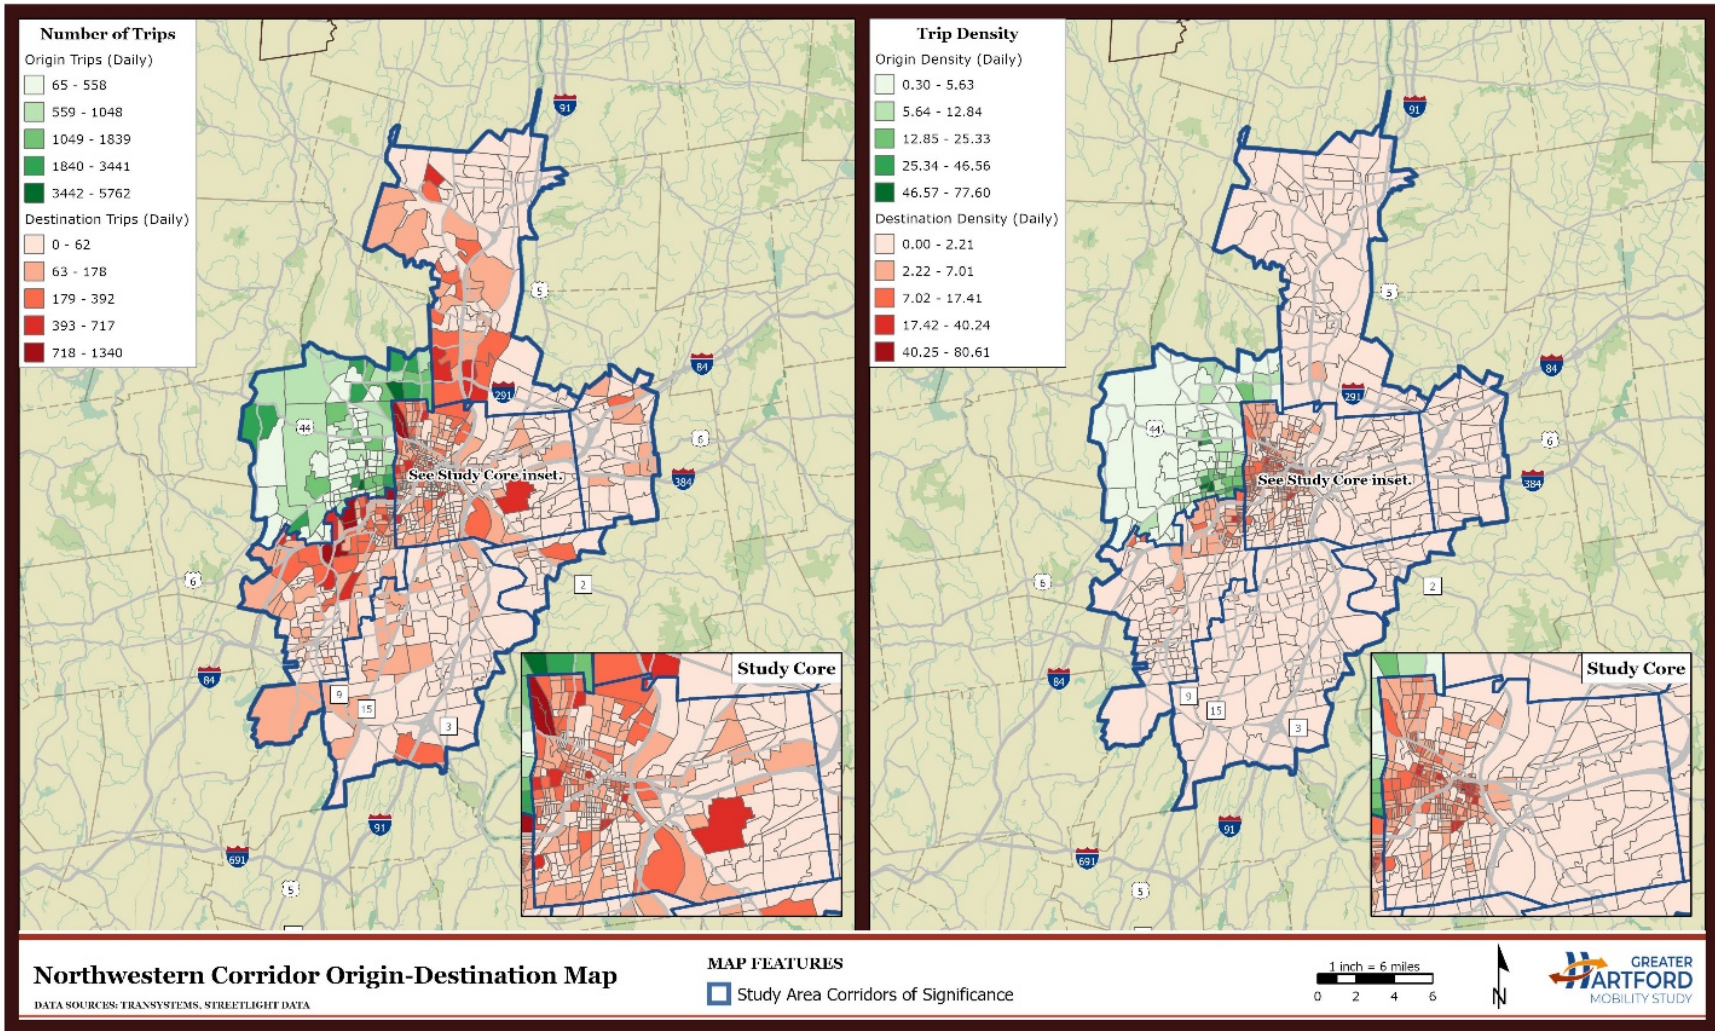 Number of Trips
Origin Trips (Daily)
65 - 558
559 - 1048
1049 - 1839
1840 - 3441
3442 - 5762
Destination Trips (Daily)
0 - 62
63 - 178
179 - 392
393 - 717
718 - 1340
91
5
84
291
44
6
See Study Core inset.
384
6
2
84
9
15
3
91
691
5
Study Core
Trip Density
Origin Density (Daily)
0.30 - 5.63
5.64 - 12.84
12.85 - 25.33
25.34 - 46.56
46.57 - 77.60
Destination Density (Daily)
0.00 - 2.21
2.22 - 7.01
7.02 - 17.41
17.42 - 40.24
40.25 - 80.61
91
5
84
291
44
6
See Study Core inset.
384
6
2
84
9
15
3
91
691
5
Study Core
Northwestern Corridor Origin-Destination Map
DATA SOURCES: TRANSYSTEMS, STREETLIGHT DATA
MAP FEATURES
Study Area Corridors of Significance
1 inch = 6 miles
0 2 4 6
N
GREATER
HARTFORD
MOBILITY STUDY